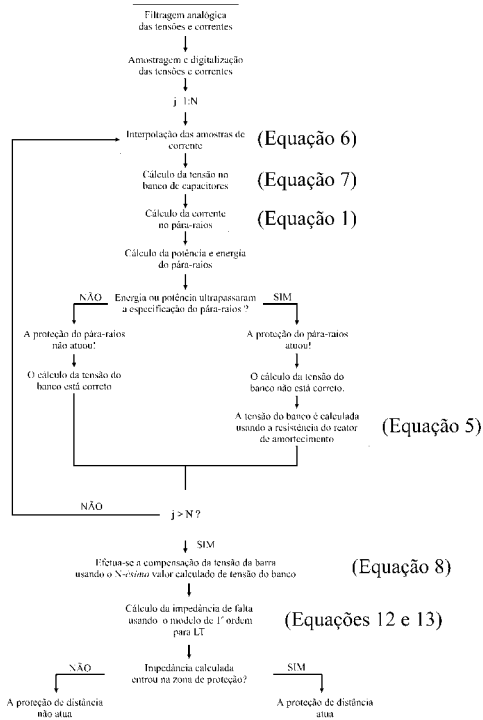 Filtragem analógica
das tensões e correntes
Amostragem e digitalização
das tensões e correntes
j=1:N
Interpolação das amostras de
corrente
(Equação 6)
Cálculo da tensão no
banco de capacitores
(Equação 7)
Cálculo da corrente
no pára-raios
(Equação 1)
Cálculo da potência e energia
do pára-raios
NÃO
Energia ou potência ultrapassaram
a especificação do pára-raios ?
SIM
A proteção do pára-raios
não atuou!
A proteção do pára-raios
atuou!
O cálculo da tensão do
banco está correto
O cálculo da tensão do
banco não está correto.
A tensão do banco é calculada
usando a resistência do reator
de amortecimento
(Equação 5)
NÃO
j > N ?
SIM
Efetua-se a compensação da tensão da barra
usando o N-ésimo valor calculado de tensão do banco
(Equação 8)
Cálculo da impedância de falta
usando o modelo de 1ª ordem
para LT
(Equações 12 e 13)
NÃO
Impedância calculada
entrou na zona de proteção?
SIM
A proteção de distância
não atua
A proteção de distância
atua